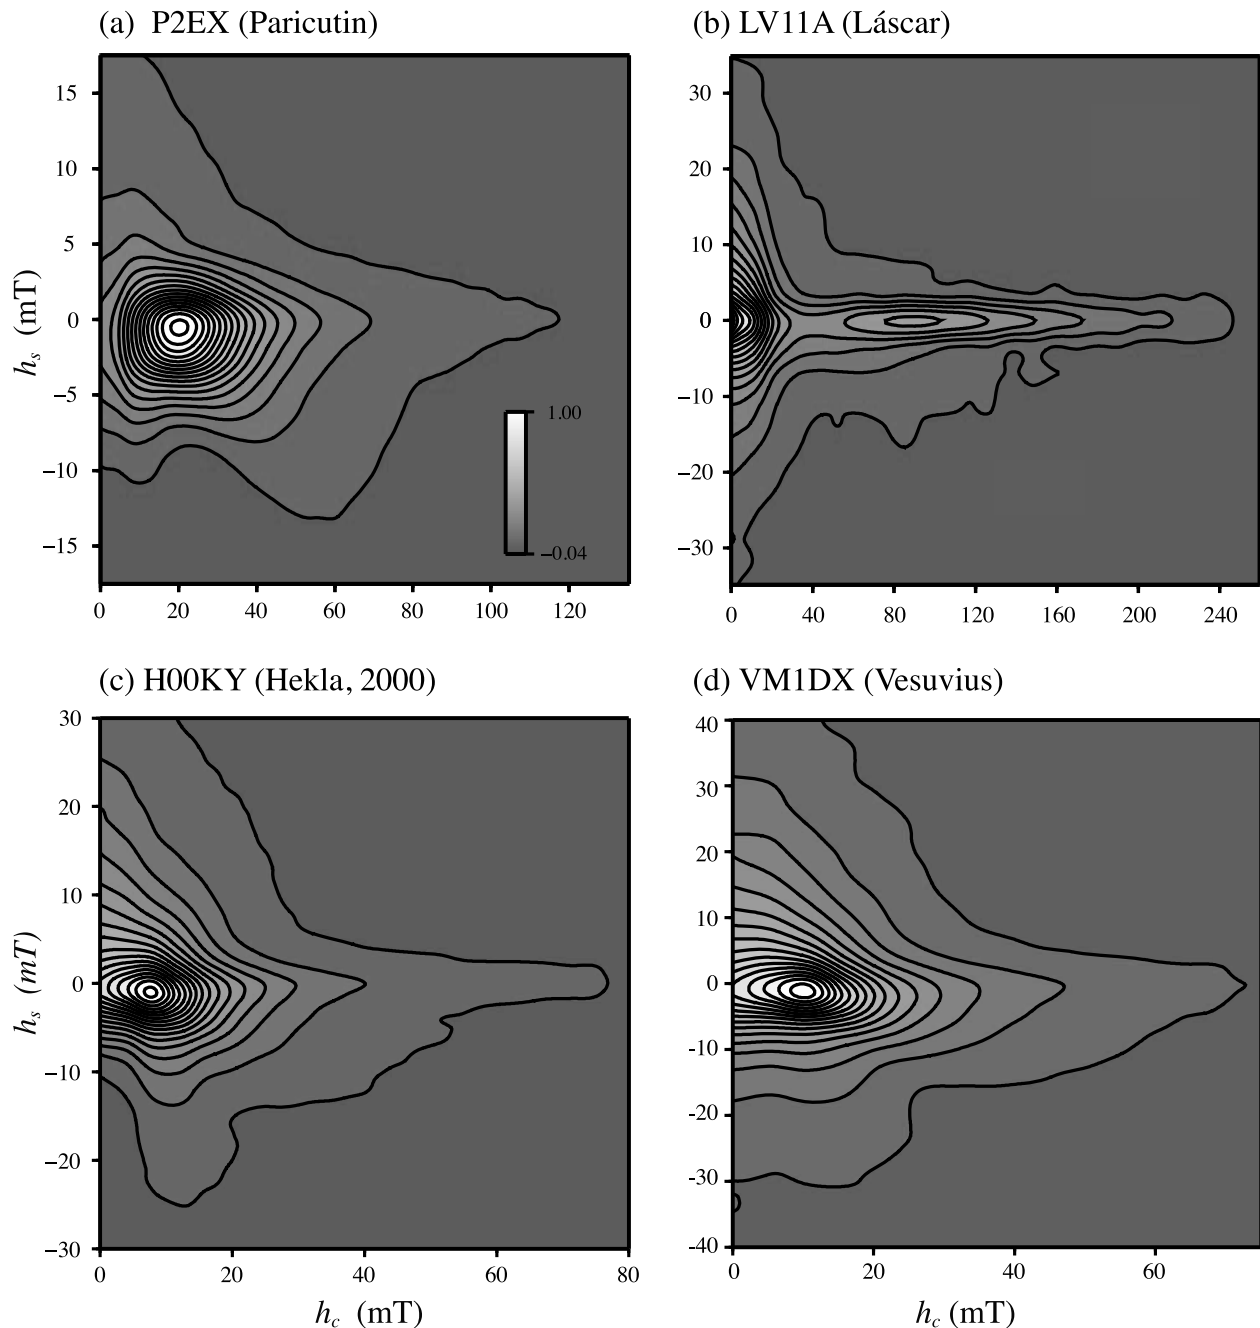 (a) P2EX (Paricutin)
15
10
5
0
−5
−10
−15
h_s (mT)
1.00
−0.04
0 20 40 60 80 100 120
(b) LV11A (Láscar)
30
20
10
0
−10
−20
−30
0 40 80 120 160 200 240
(c) H00KY (Hekla, 2000)
30
20
10
0
−10
−20
−30
h_s (mT)
0 20 40 60 80
h_c (mT)
(d) VM1DX (Vesuvius)
40
30
20
10
0
-10
-20
-30
-40
0 20 40 60
h_c (mT)